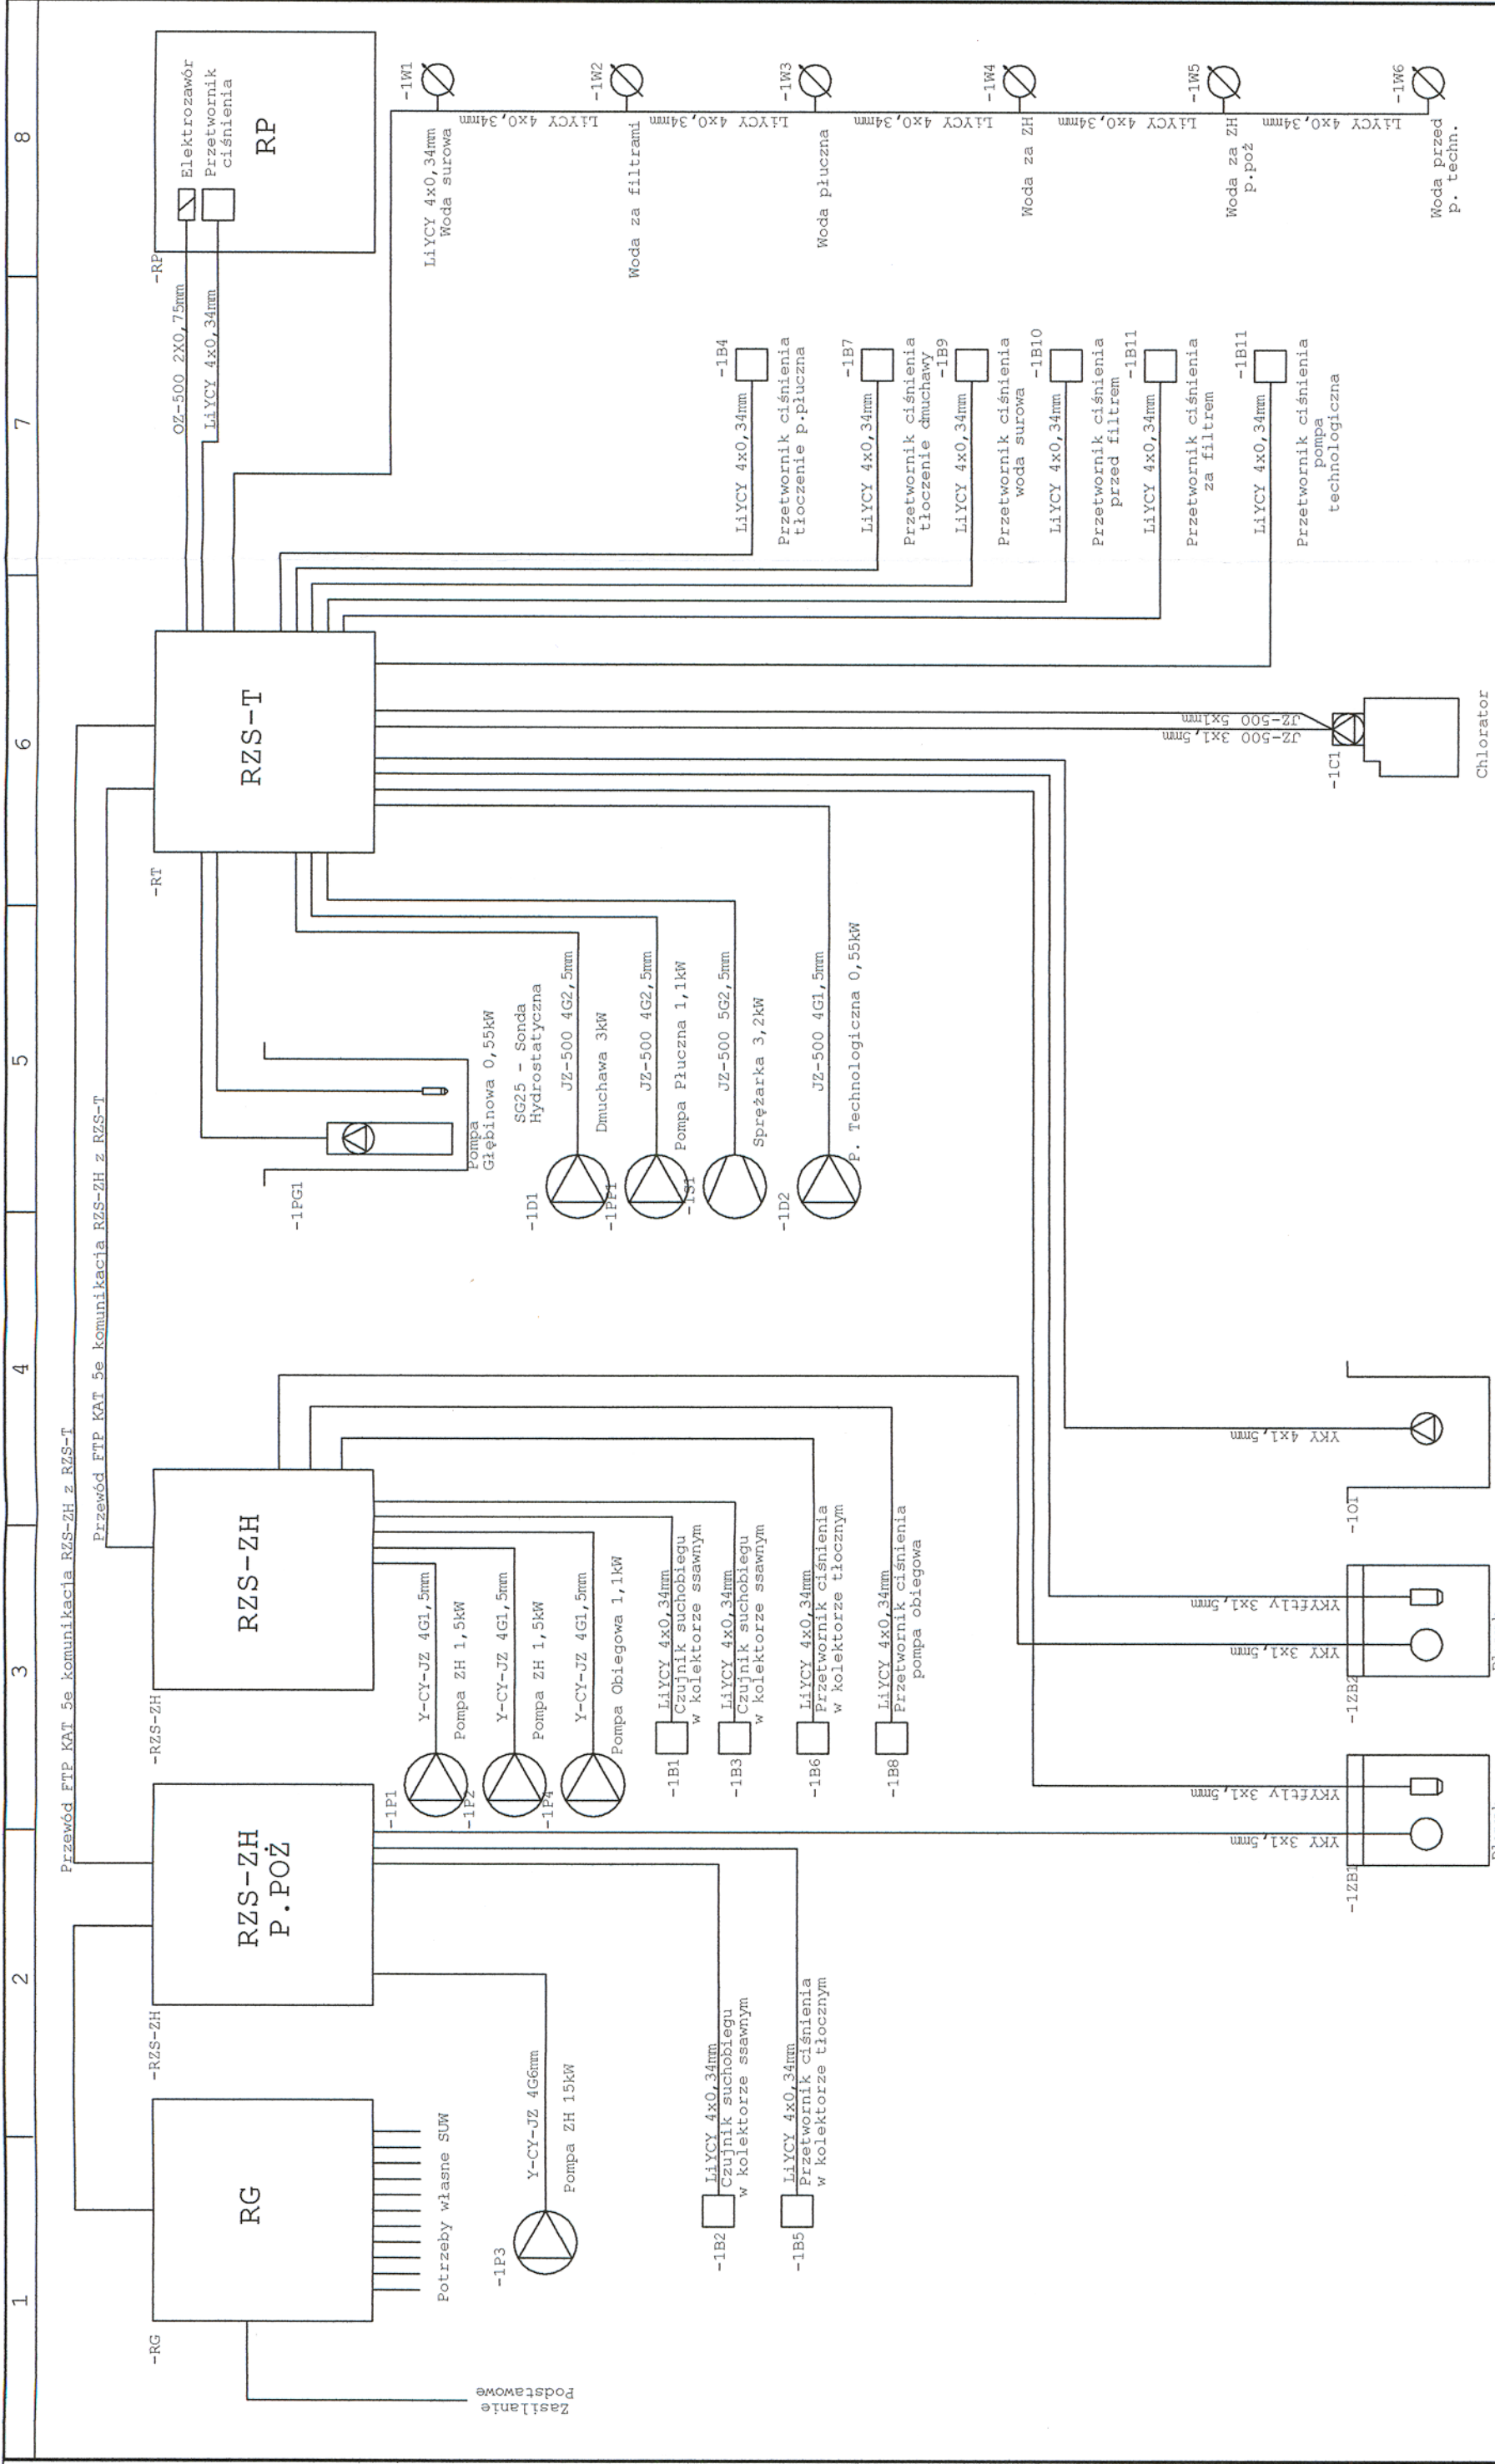 1
2
3
4
5
6
7
8
Przewód FTP KAT 5e komunikacja RZS-ZH z RZS-T
Przewód FTP KAT 5e komunikacja RZS-ZH z RZS-T
-RG
RG
Zasilanie
Podstawowe
Potrzeby własne SUW
-RZS-ZH
RZS-ZH
P.POŻ
-1P3
Y-CY-JZ 4G6mm
Pompa ZH 15kW
-1B2
LiYCY 4x0,34mm
Czujnik suchobiegu
w kolektorze ssawnym
-1B5
LiYCY 4x0,34mm
Przetwornik ciśnienia
w kolektorze tłocznym
-RZS-ZH
RZS-ZH
-1P1
Y-CY-JZ 4G1,5mm
Pompa ZH 1,5kW
-1P2
Y-CY-JZ 4G1,5mm
Pompa ZH 1,5kW
-1P4
Y-CY-JZ 4G1,5mm
Pompa Obiegowa 1,1kW
-1B1
LiYCY 4x0,34mm
Czujnik suchobiegu
w kolektorze ssawnym
-1B3
LiYCY 4x0,34mm
Czujnik suchobiegu
w kolektorze ssawnym
-1B6
LiYCY 4x0,34mm
Przetwornik ciśnienia
w kolektorze tłocznym
-1B8
LiYCY 4x0,34mm
Przetwornik ciśnienia
pompa obiegowa
-1ZB1
YKY 3x1,5mm
YKYftly 3x1,5mm
-1ZB2
YKY 3x1,5mm
YKYftly 3x1,5mm
-1OI
YKY 4x1,5mm
-RT
RZS-T
-1PG1
Pompa
Głębinowa 0,55kW
SG25 - Sonda
Hydrostatyczna
-1D1
JZ-500 4G2,5mm
Dmuchawa 3kW
-1PP1
JZ-500 4G2,5mm
Pompa Płuczna 1,1kW
-1S1
JZ-500 5G2,5mm
Sprężarka 3,2kW
-1D2
JZ-500 4G1,5mm
P. Technologiczna 0,55kW
-1C1
JZ-500 3x1,5mm
JZ-500 5x1mm
Chlorator
-RP
RP
OZ-500 2X0,75mm
Elektrozawór
LiYCY 4x0,34mm
Przetwornik
ciśnienia
-1B4
LiYCY 4x0,34mm
Przetwornik ciśnienia
tłoczenie p.płuczna
-1B7
LiYCY 4x0,34mm
Przetwornik ciśnienia
tłoczenie dmuchawy
-1B9
LiYCY 4x0,34mm
Przetwornik ciśnienia
woda surowa
-1B10
LiYCY 4x0,34mm
Przetwornik ciśnienia
przed filtrem
-1B11
LiYCY 4x0,34mm
Przetwornik ciśnienia
za filtrem
-1B11
LiYCY 4x0,34mm
Przetwornik ciśnienia
pompa
technologiczna
-1W1
LiYCY 4x0,34mm
Woda surowa
LiYCY 4x0,34mm
-1W2
Woda za filtrami
LiYCY 4x0,34mm
-1W3
Woda płuczna
LiYCY 4x0,34mm
-1W4
Woda za ZH
LiYCY 4x0,34mm
-1W5
Woda za ZH
p.poż
LiYCY 4x0,34mm
-1W6
Woda przed
p. techn.